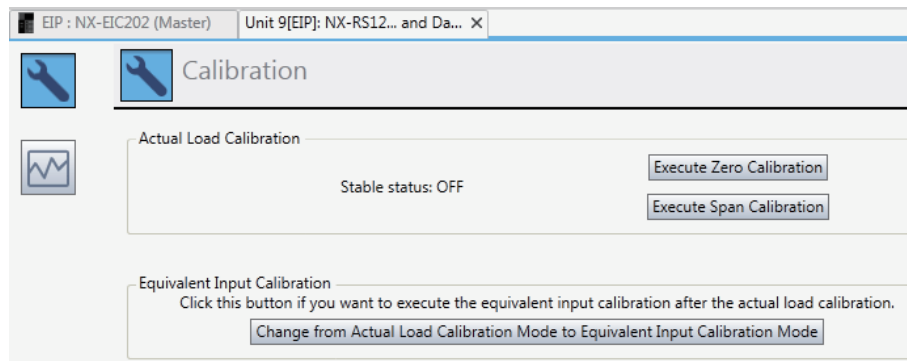 EIP : NX-EIC202 (Master)
Unit 9[EIP]: NX-RS12... and Da...
Calibration
Actual Load Calibration
Stable status: OFF
Execute Zero Calibration
Execute Span Calibration
Equivalent Input Calibration
Click this button if you want to execute the equivalent input calibration after the actual load calibration.
Change from Actual Load Calibration Mode to Equivalent Input Calibration Mode